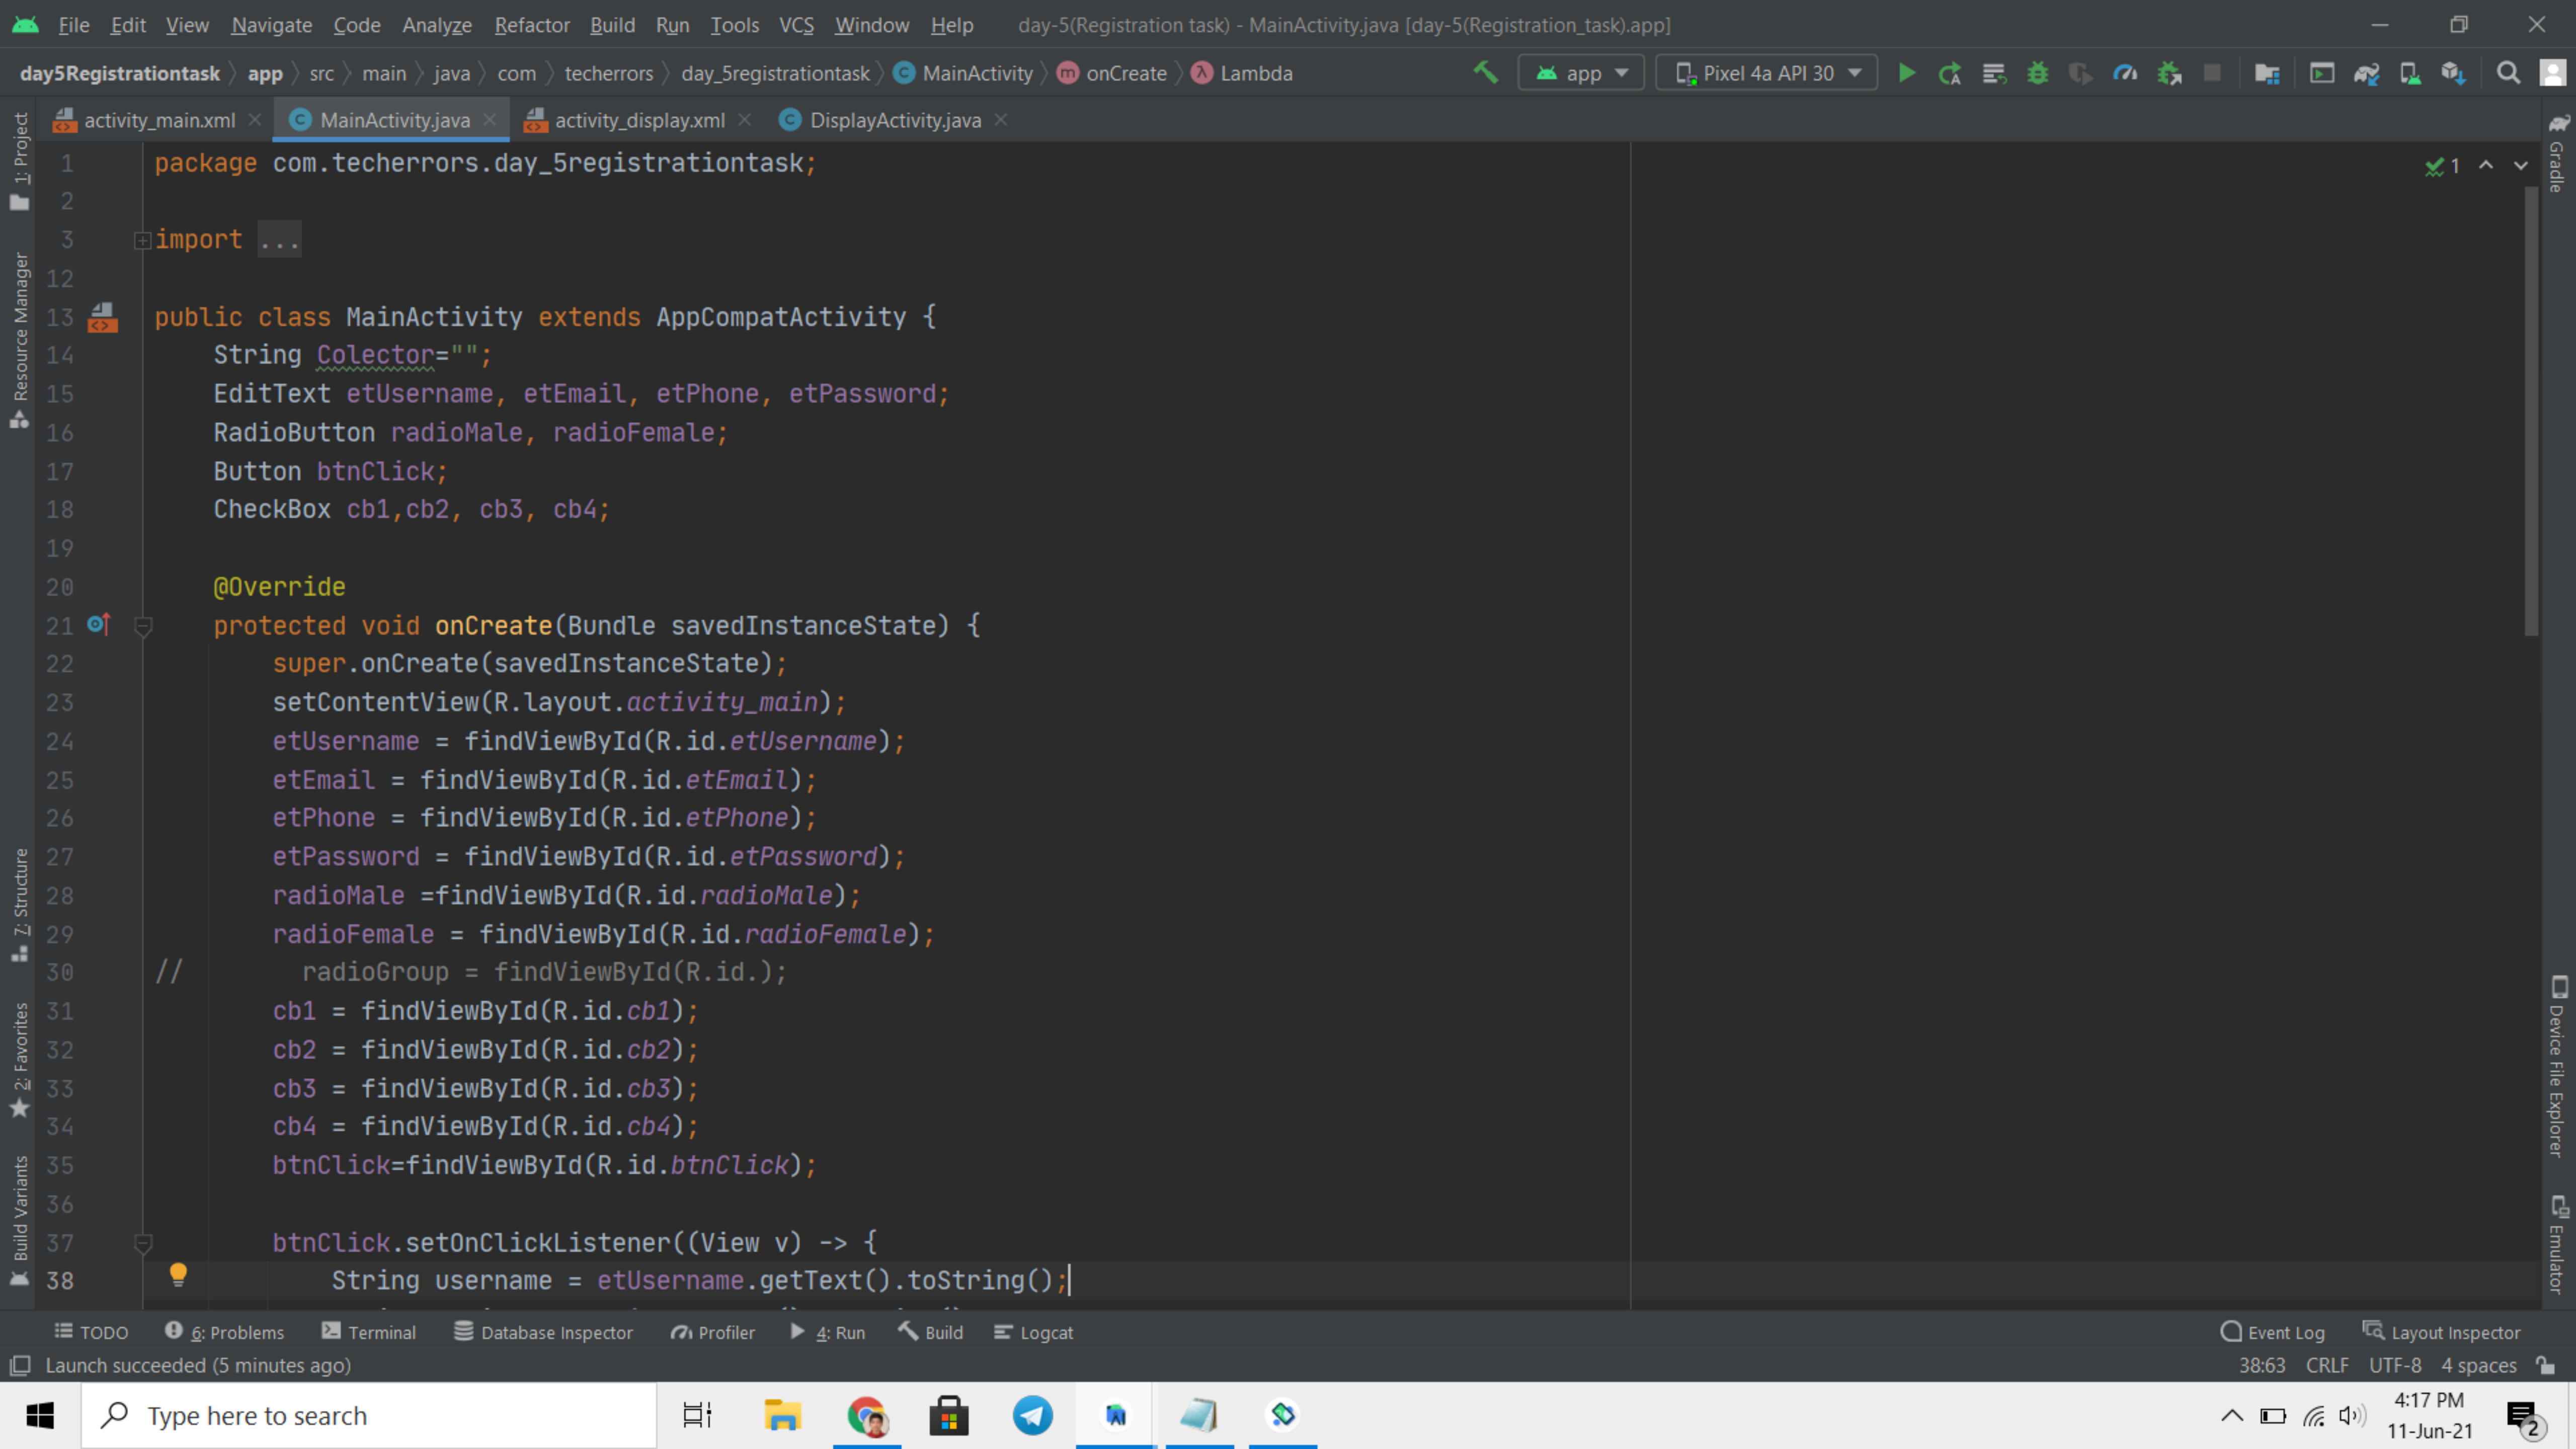 File Edit View Navigate Code Analyze Refactor Build Run Tools VCS Window Help day-5(Registration task) - MainActivity.java [day-5(Registration_task).app]
day5Registrationtask app src main java com techerrors day_5registrationtask MainActivity onCreate Lambda app Pixel 4a API 30
activity_main.xml MainActivity.java activity_display.xml DisplayActivity.java
1 package com.techerrors.day_5registrationtask;
2
3 import ...
12
13 public class MainActivity extends AppCompatActivity {
14 String Colector="";
15 EditText etUsername, etEmail, etPhone, etPassword;
16 RadioButton radioMale, radioFemale;
17 Button btnClick;
18 CheckBox cb1,cb2, cb3, cb4;
19
20 @Override
21 protected void onCreate(Bundle savedInstanceState) {
22 super.onCreate(savedInstanceState);
23 setContentView(R.layout.activity_main);
24 etUsername = findViewById(R.id.etUsername);
25 etEmail = findViewById(R.id.etEmail);
26 etPhone = findViewById(R.id.etPhone);
27 etPassword = findViewById(R.id.etPassword);
28 radioMale =findViewById(R.id.radioMale);
29 radioFemale = findViewById(R.id.radioFemale);
30 // radioGroup = findViewById(R.id.);
31 cb1 = findViewById(R.id.cb1);
32 cb2 = findViewById(R.id.cb2);
33 cb3 = findViewById(R.id.cb3);
34 cb4 = findViewById(R.id.cb4);
35 btnClick=findViewById(R.id.btnClick);
36
37 btnClick.setOnClickListener((View v) -> {
38 String username = etUsername.getText().toString();
1
1: Project
Resource Manager
7: Structure
2: Favorites
Build Variants
Gradle
Device File Explorer
Emulator
TODO 6: Problems Terminal Database Inspector Profiler 4: Run Build Logcat Event Log Layout Inspector
Launch succeeded (5 minutes ago) 38:63 CRLF UTF-8 4 spaces
Type here to search
4:17 PM
11-Jun-21
2